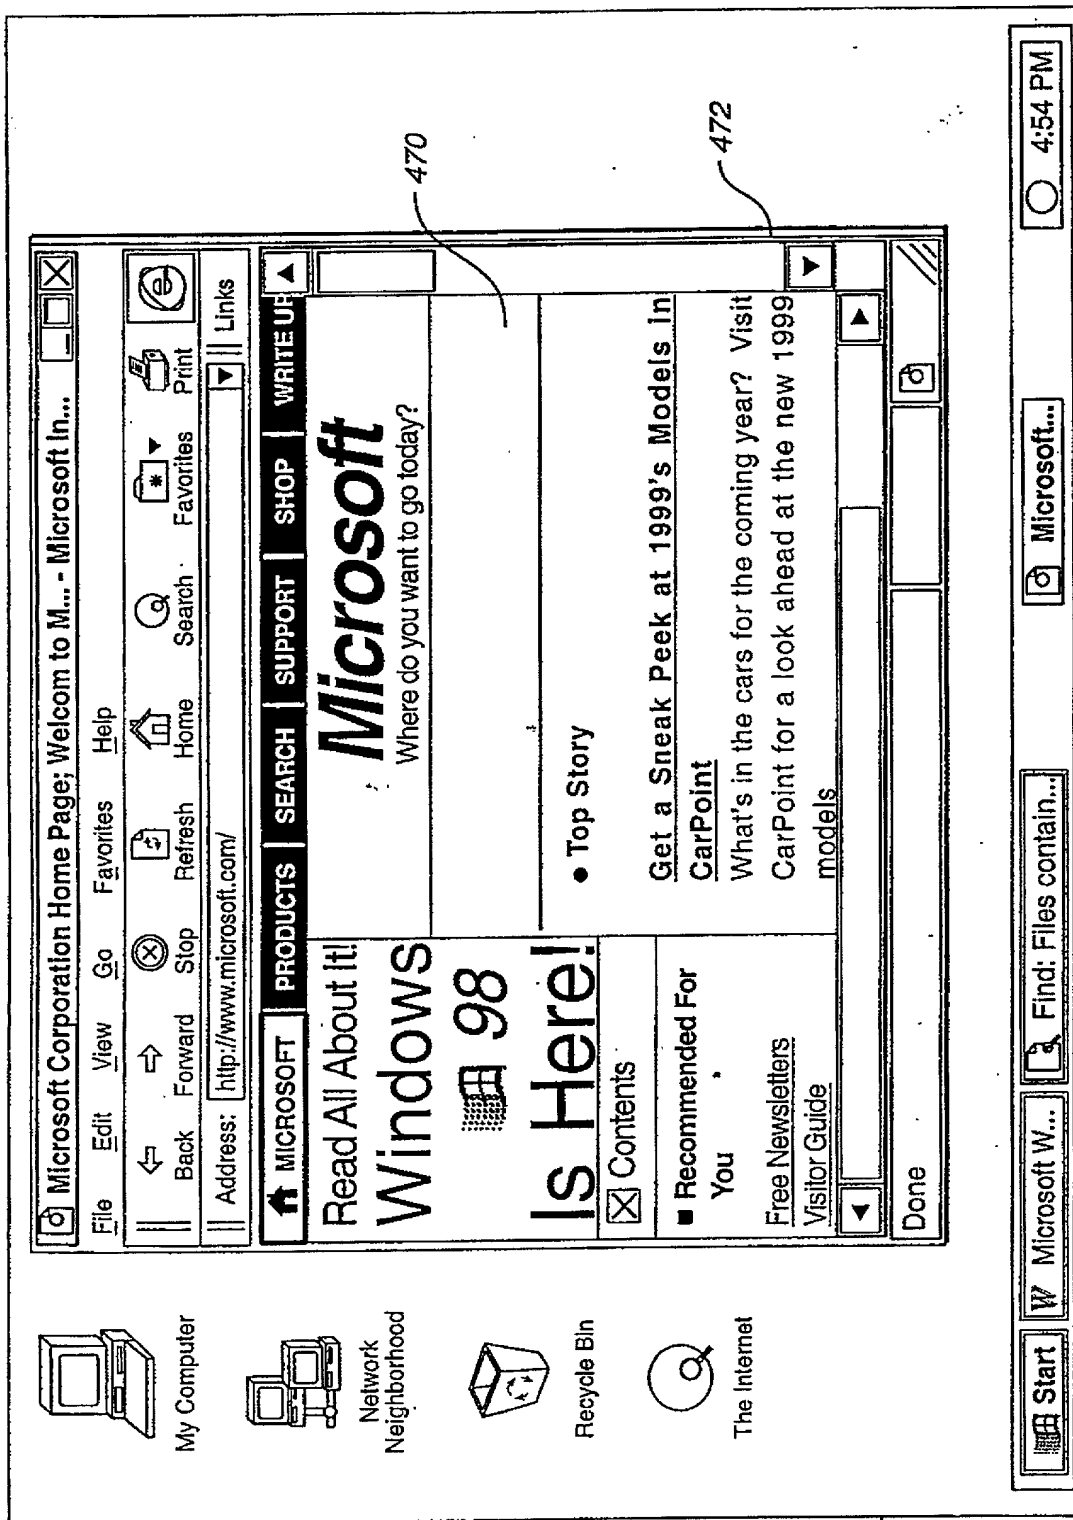 Microsoft Corporation Home Page; Welcom to M... - Microsoft In...
File Edit View Go Favorites Help
Back Forward Stop Refresh Home Search Favorites Print
Address: http://www.microsoft.com/ Links
MICROSOFT PRODUCTS SEARCH SUPPORT SHOP WRITE US
Read All About It!
Windows
98
Is Here!
Contents
Recommended For
You
Free Newsletters
Visitor Guide
Microsoft
Where do you want to go today?
• Top Story
Get a Sneak Peek at 1999's Models In
CarPoint
What's in the cars for the coming year? Visit
CarPoint for a look ahead at the new 1999
models
Done
470
472
My Computer
Network
Neighborhood
Recycle Bin
The Internet
Start W Microsoft W... Find: Files contain... Microsoft... 4:54 PM